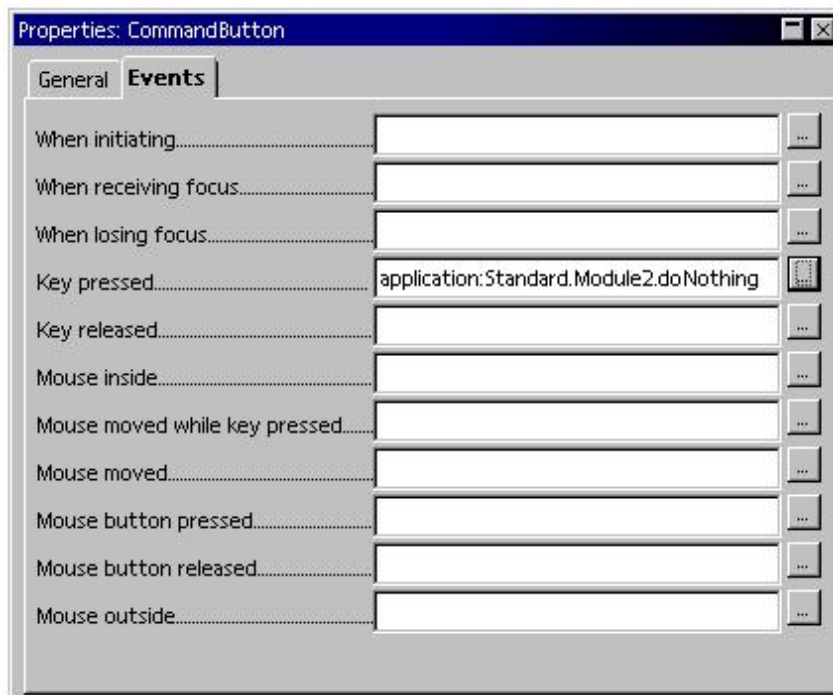 Properties: CommandButton
General Events
When initiating.......................................... ...
When receiving focus........................... ...
When losing focus................................. ...
Key pressed............................................ application:Standard.Module2.doNothing ...
Key released........................................... ...
Mouse inside........................................... ...
Mouse moved while key pressed...... ...
Mouse moved......................................... ...
Mouse button pressed......................... ...
Mouse button released........................ ...
Mouse outside........................................ ...